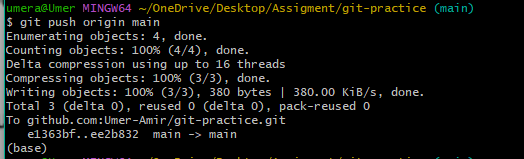 umera@Umer MINGW64 ~/OneDrive/Desktop/Assigment/git-practice (main)
$ git push origin main
Enumerating objects: 4, done.
Counting objects: 100% (4/4), done.
Delta compression using up to 16 threads
Compressing objects: 100% (3/3), done.
Writing objects: 100% (3/3), 380 bytes | 380.00 KiB/s, done.
Total 3 (delta 0), reused 0 (delta 0), pack-reused 0
To github.com:Umer-Amir/git-practice.git
   e1363bf..ee2b832  main -> main
(base)